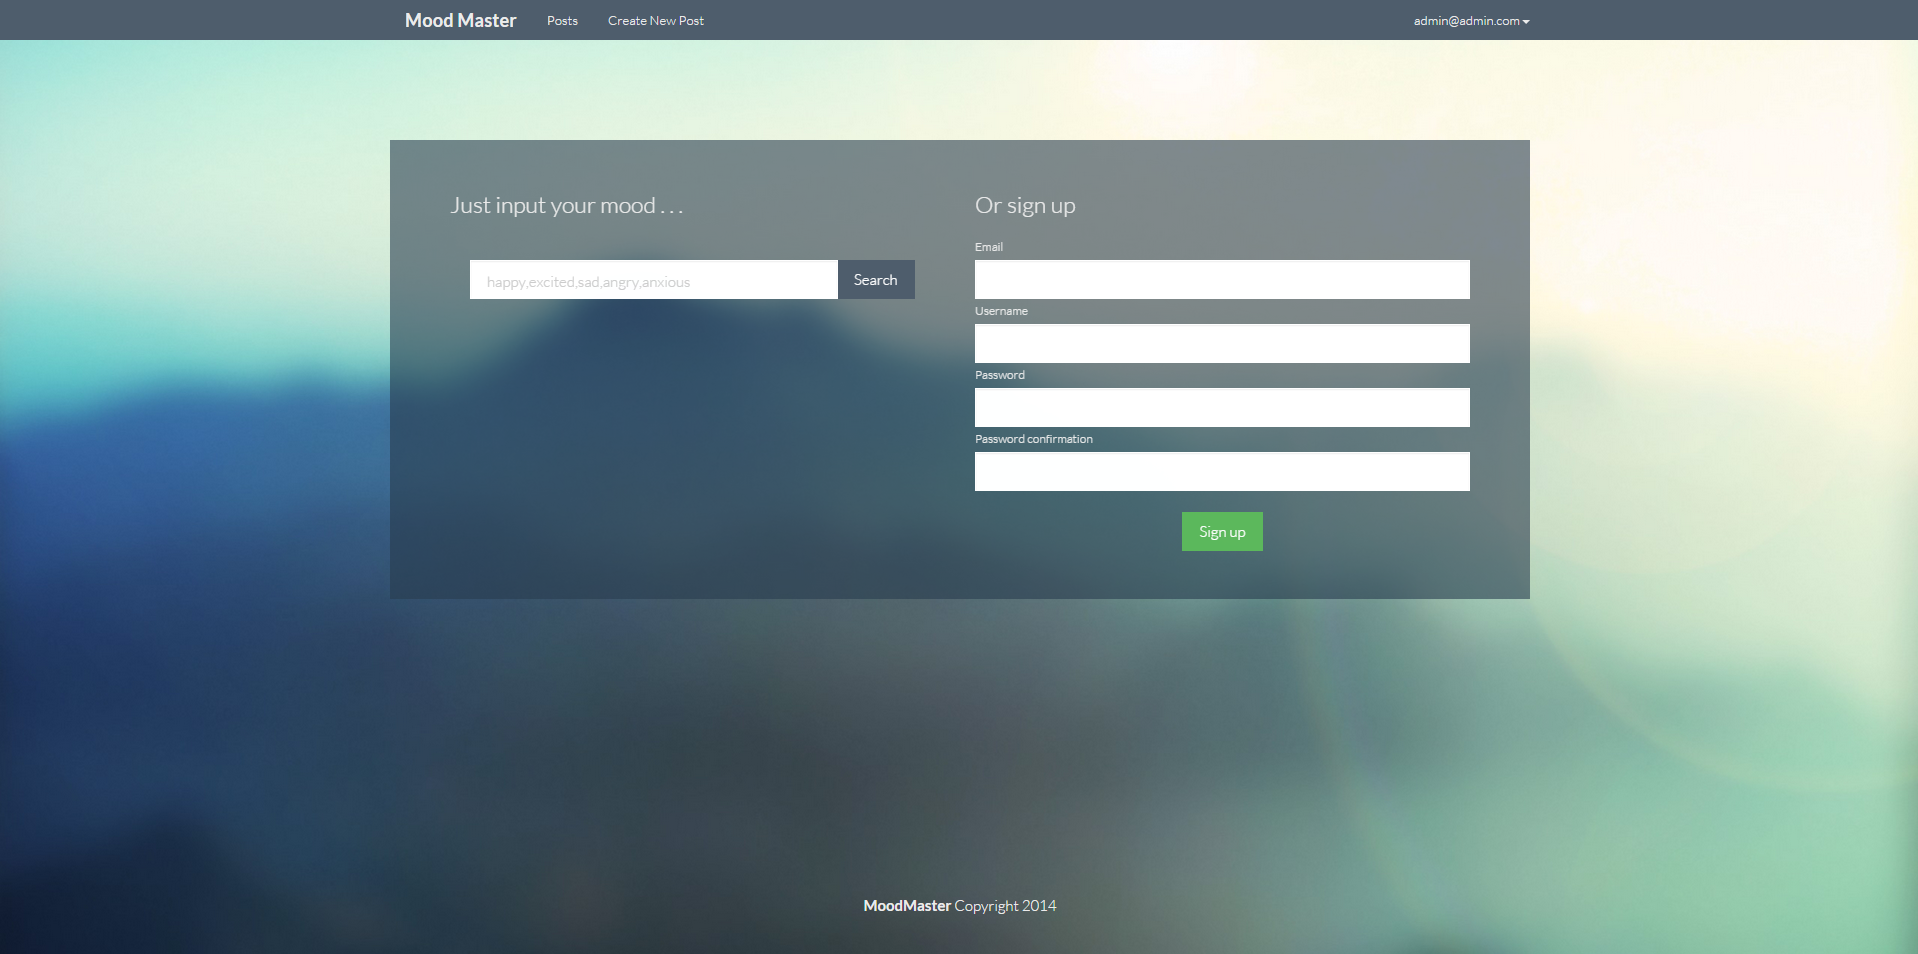 Mood Master Posts Create New Post admin@admin.com
Just input your mood . . .
happy,excited,sad,angry,anxious Search
Or sign up
Email
Username
Password
Password confirmation
Sign up
MoodMaster Copyright 2014